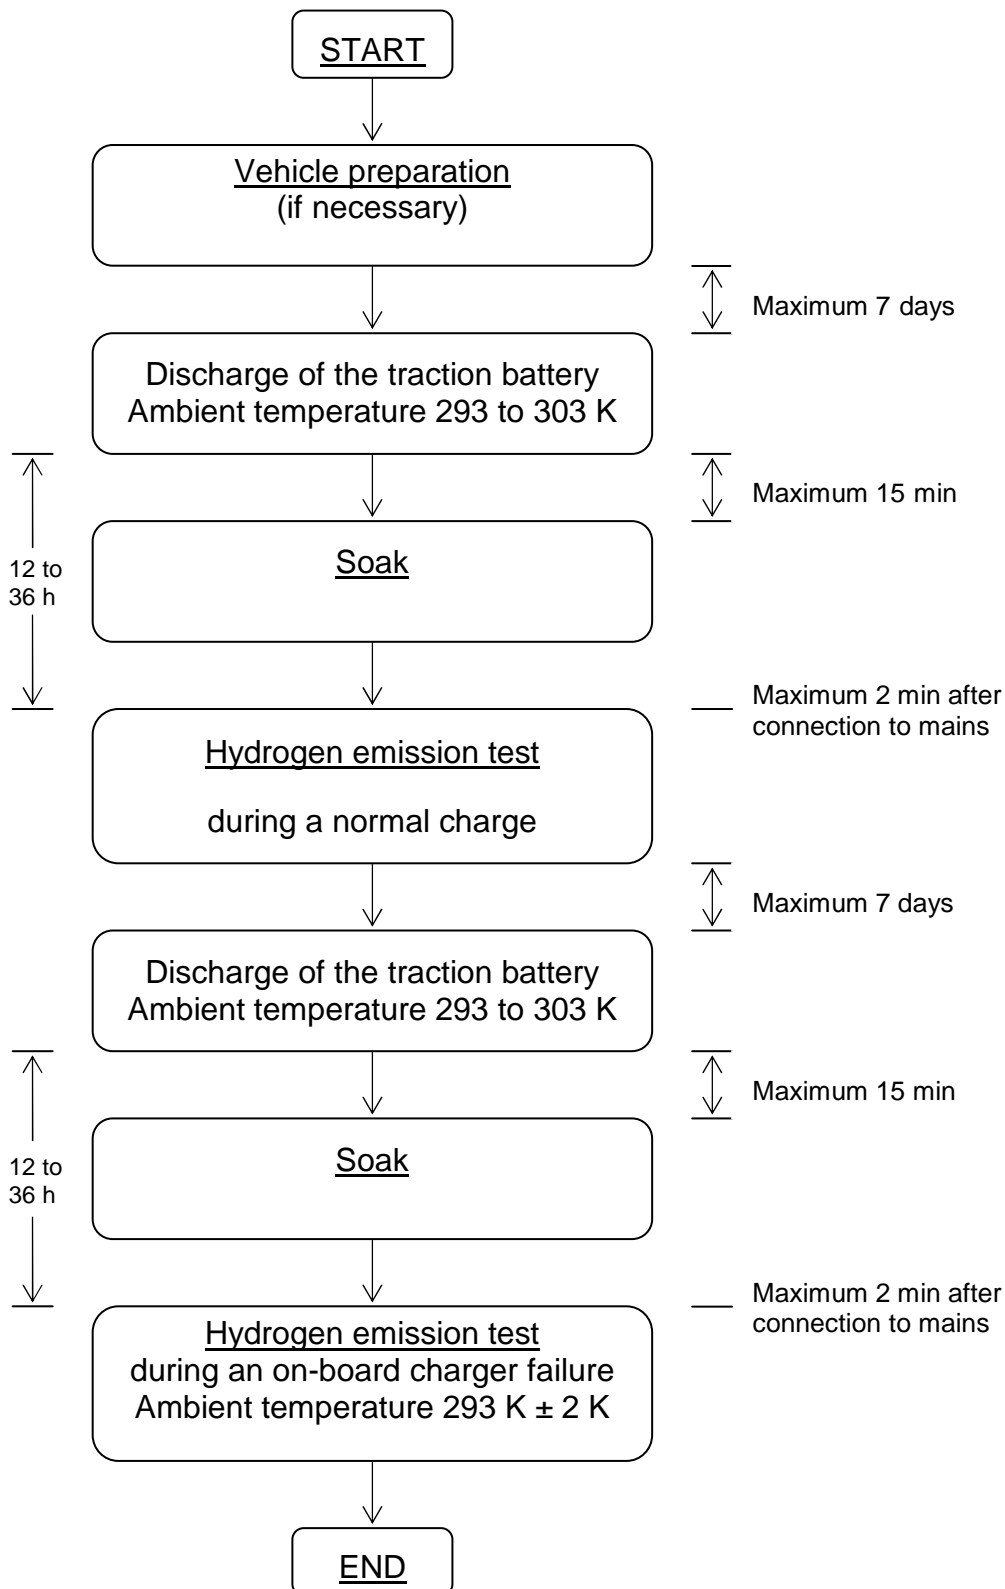 START
Vehicle preparation
(if necessary)
Maximum 7 days
Discharge of the traction battery
Ambient temperature 293 to 303 K
Maximum 15 min
12 to
36 h
Soak
Maximum 2 min after
connection to mains
Hydrogen emission test
during a normal charge
Maximum 7 days
Discharge of the traction battery
Ambient temperature 293 to 303 K
Maximum 15 min
12 to
36 h
Soak
Maximum 2 min after
connection to mains
Hydrogen emission test
during an on-board charger failure
Ambient temperature 293 K ± 2 K
END